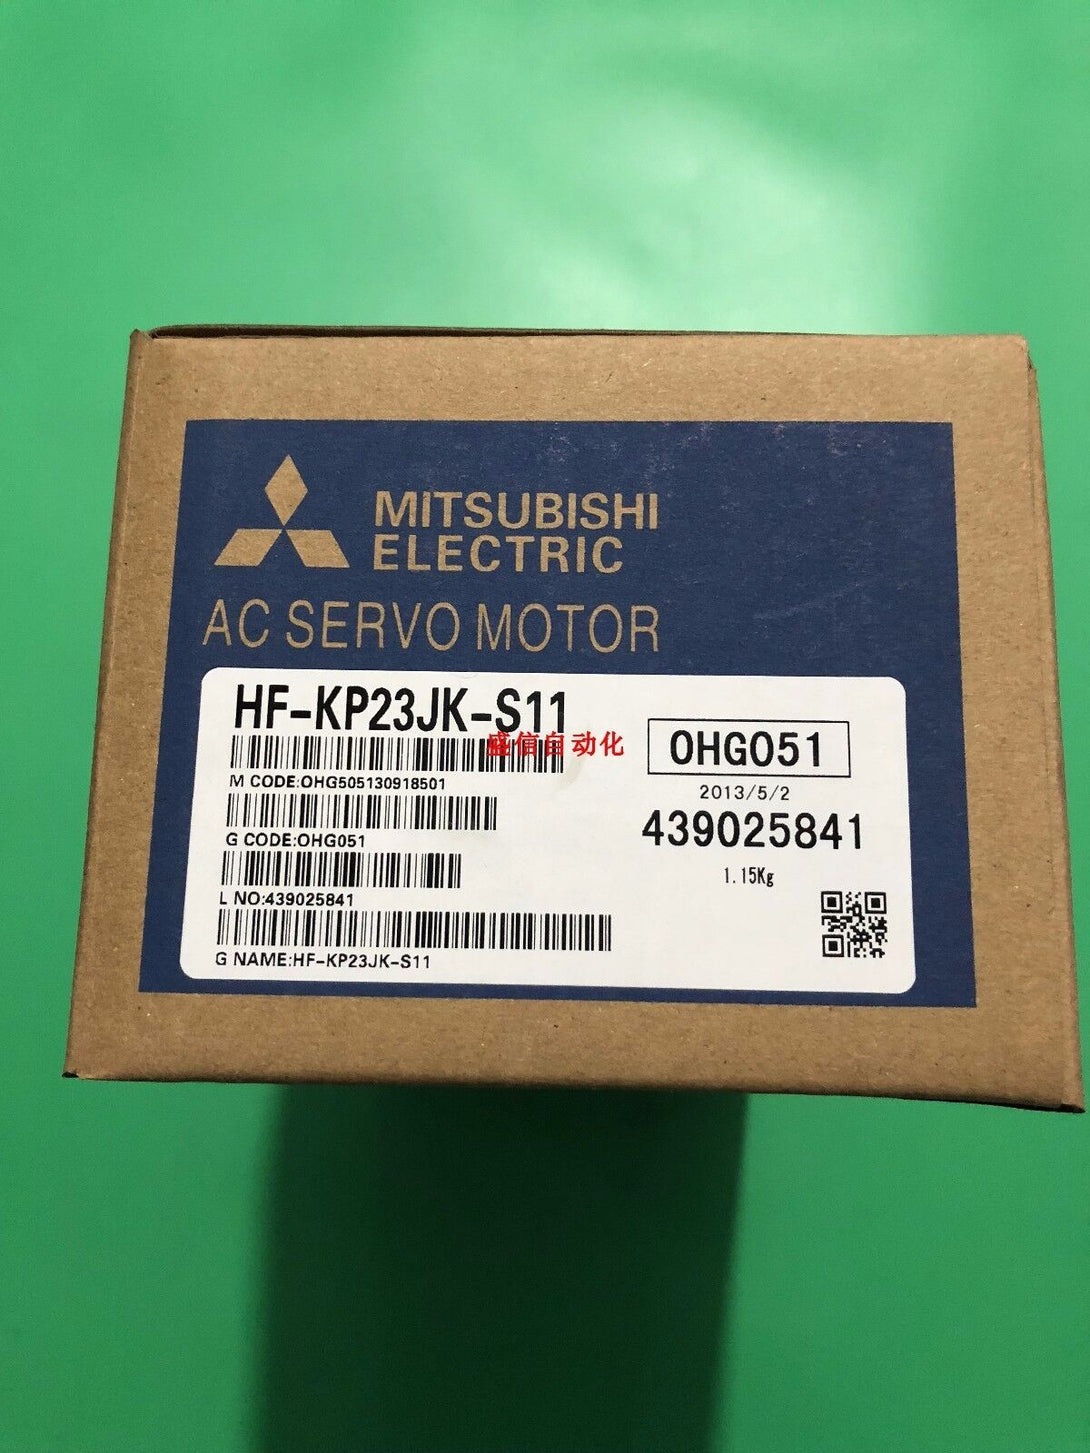 MITSUBISHI
ELECTRIC
AC SERVO MOTOR
HF-KP23JK-S11
盛信自动化
M CODE:OHG505130918501
G CODE:OHG051
L NO:439025841
G NAME:HF-KP23JK-S11
OHG051
2013/5/2
439025841
1.15Kg